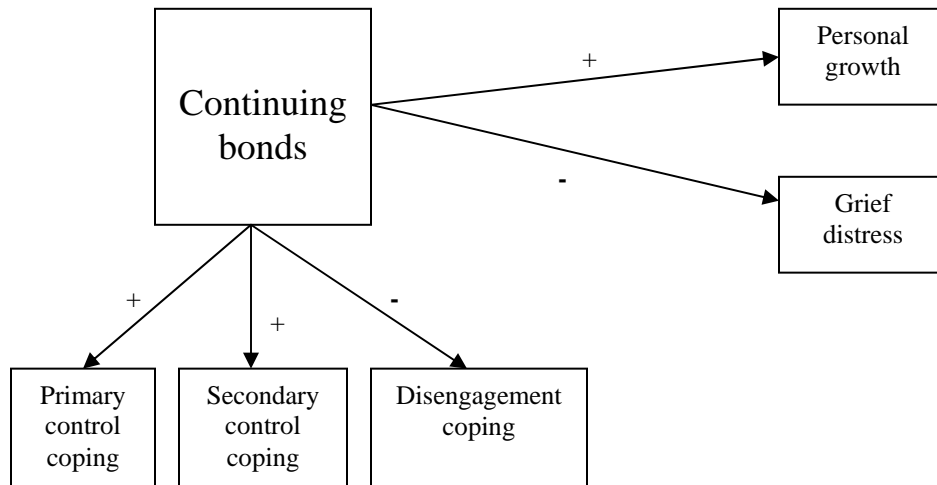 Continuing
bonds
+
Personal
growth
-
Grief
distress
+
+
-
Primary
control
coping
Secondary
control
coping
Disengagement
coping